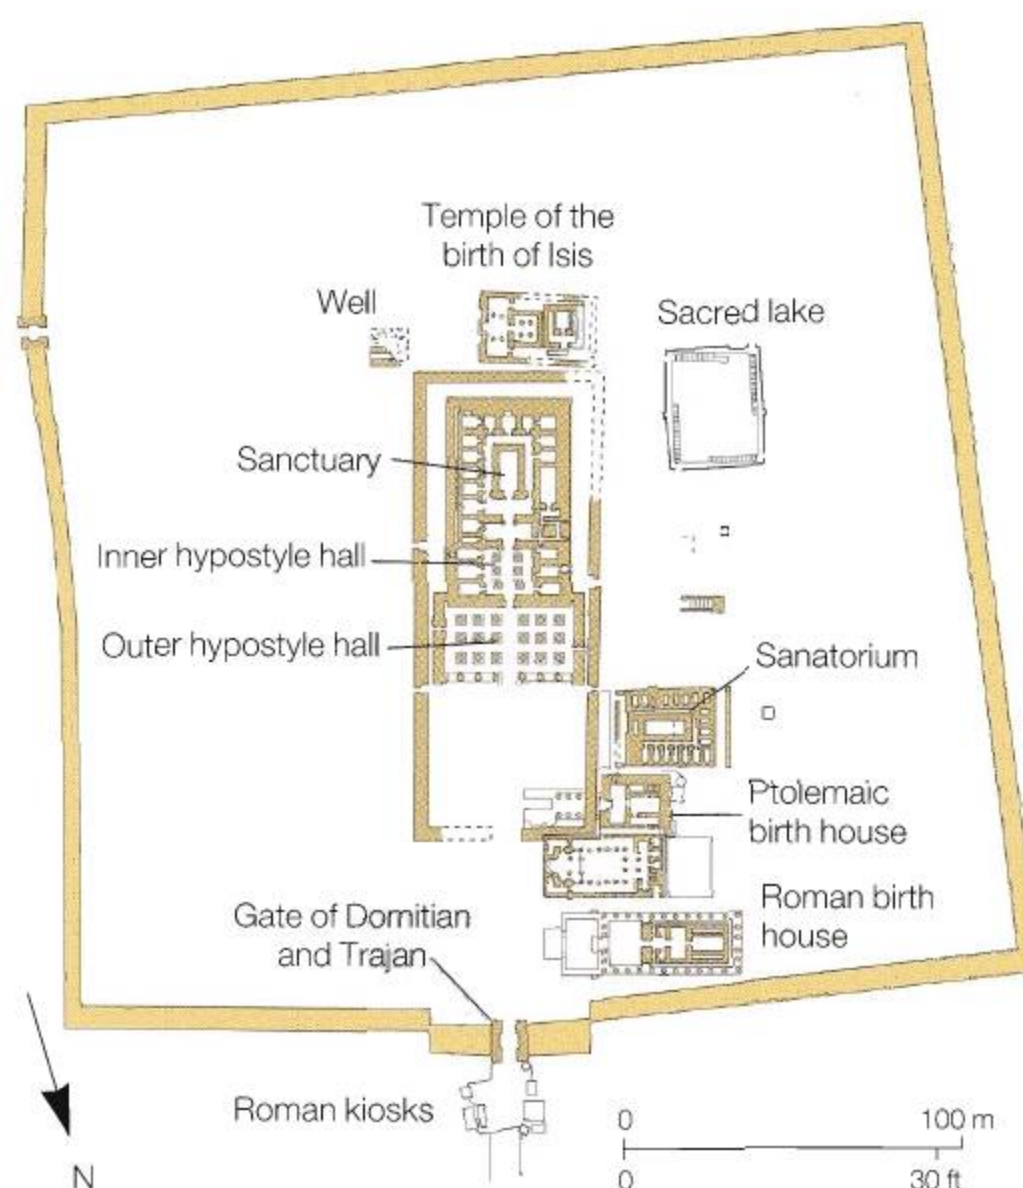 Temple of the
birth of Isis
Well
Sacred lake
Sanctuary
Inner hypostyle hall
Outer hypostyle hall
Sanatorium
Ptolemaic
birth house
Roman birth
house
Gate of Domitian
and Trajan
Roman kiosks
N
0 100 m
0 30 ft